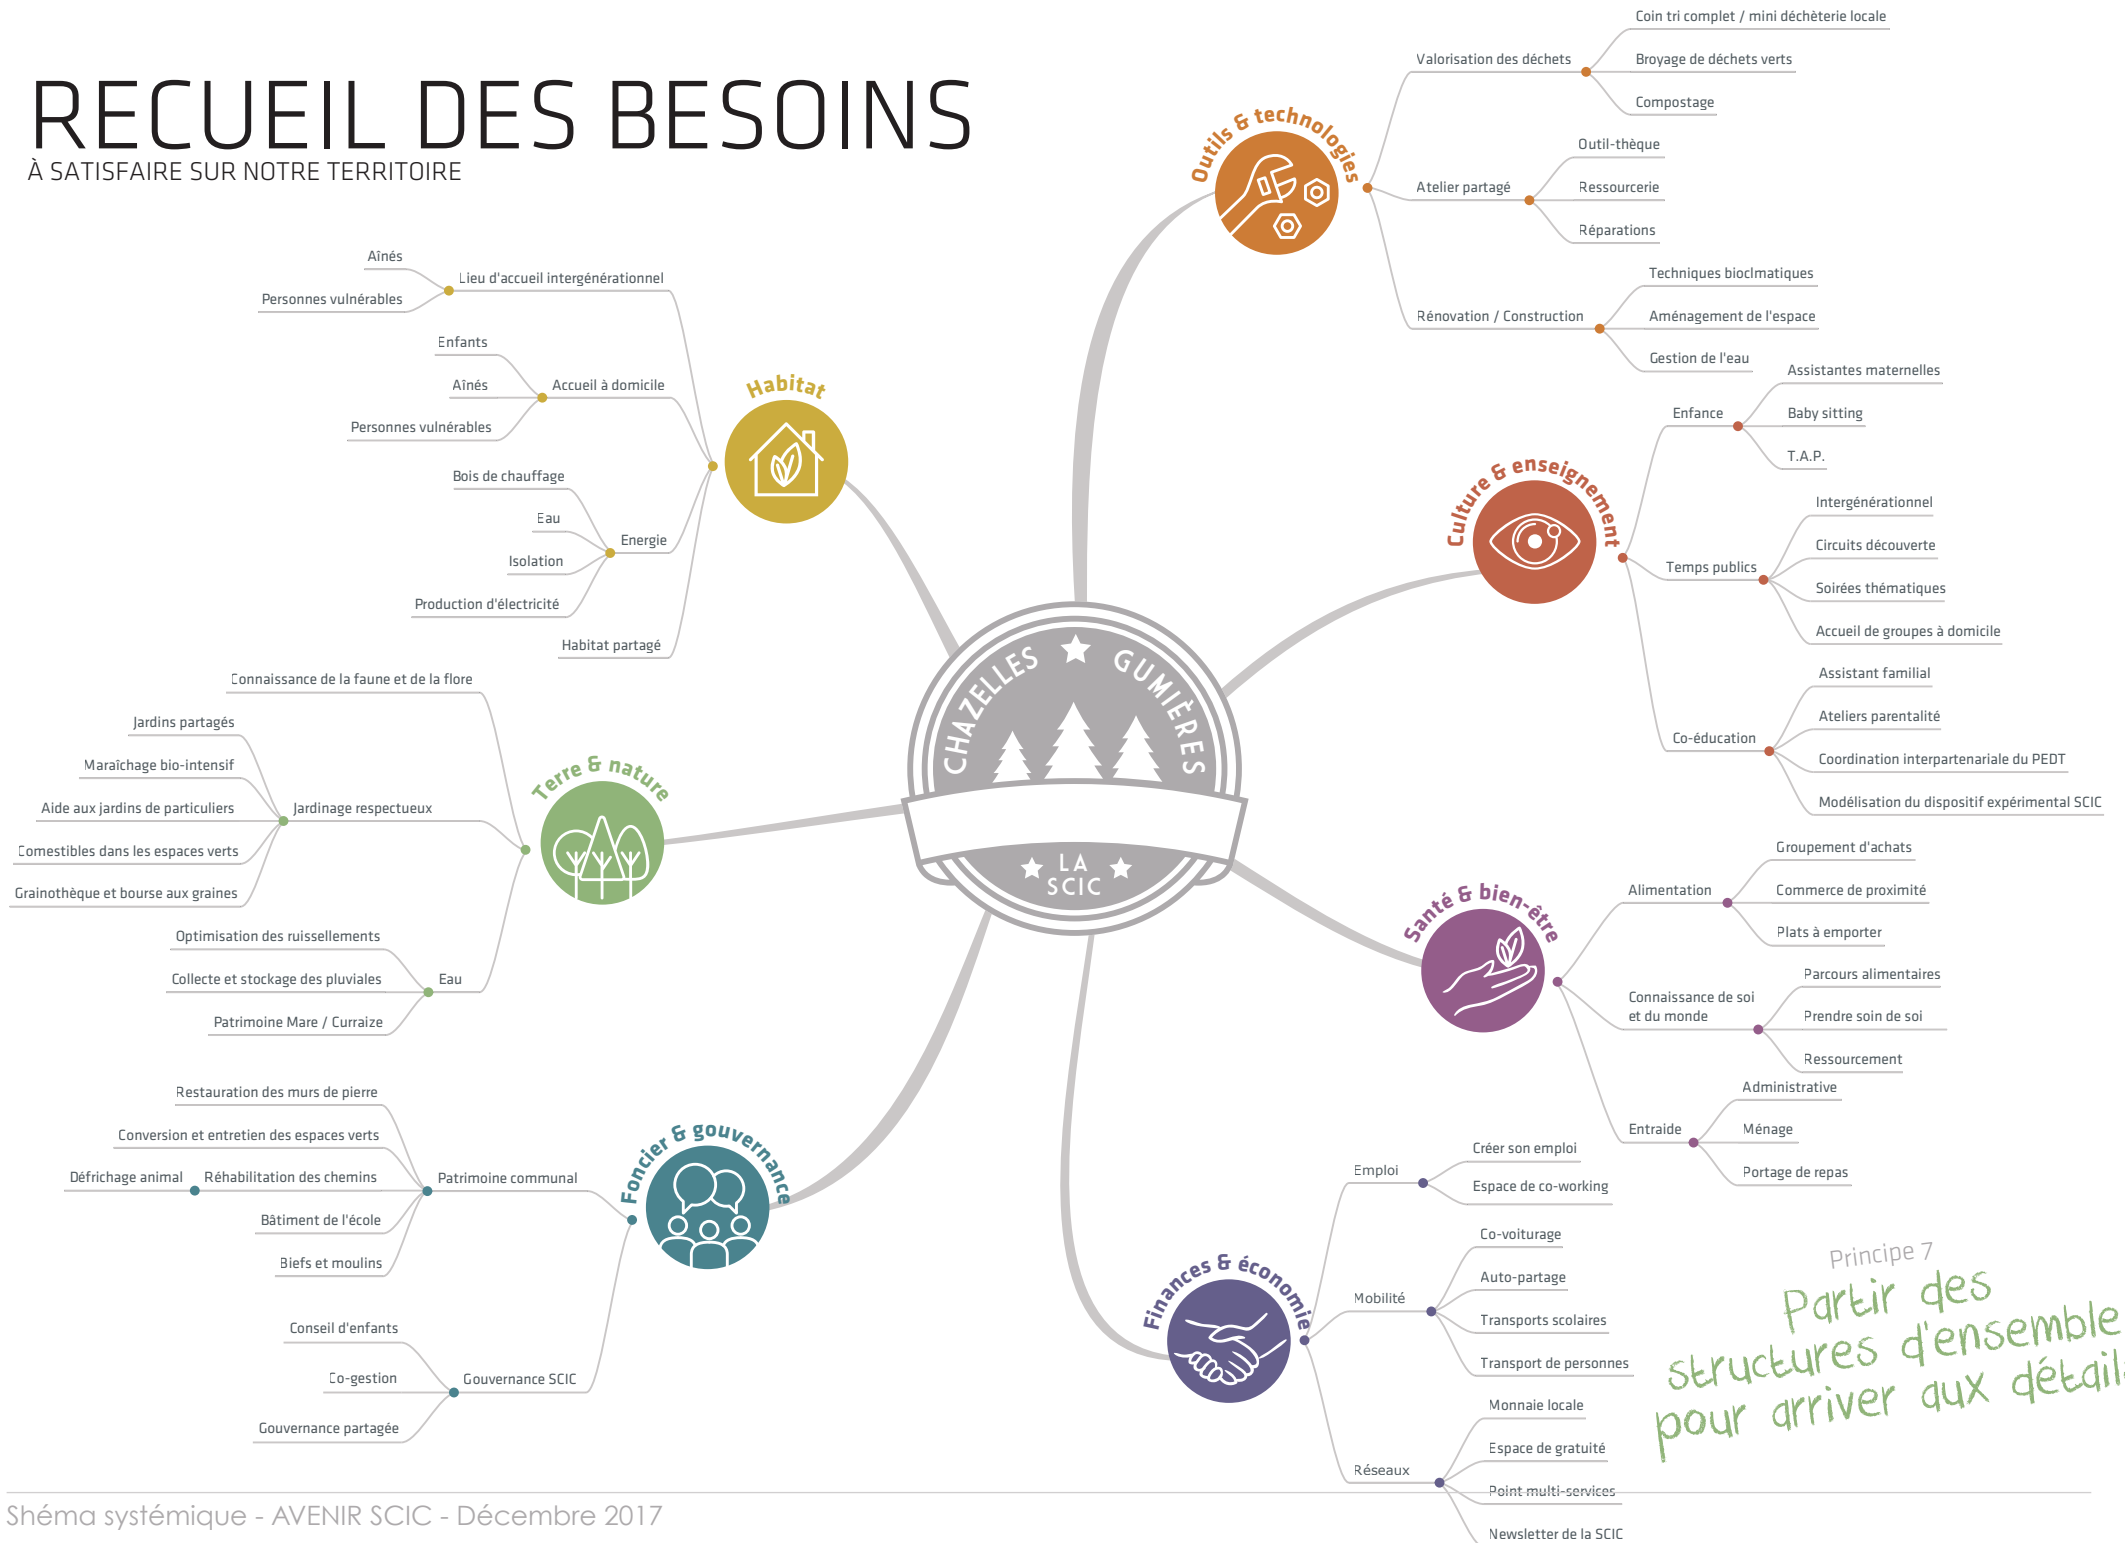 RECUEIL DES BESOINS
À SATISFAIRE SUR NOTRE TERRITOIRE
Outils & technologies
Valorisation des déchets
Coin tri complet / mini déchèterie locale
Broyage de déchets verts
Compostage
Atelier partagé
Outil-thèque
Ressourcerie
Réparations
Rénovation / Construction
Techniques bioclmatiques
Aménagement de l'espace
Gestion de l'eau
Culture & enseignement
Enfance
Assistantes maternelles
Baby sitting
T.A.P.
Temps publics
Intergénérationnel
Circuits découverte
Soirées thématiques
Accueil de groupes à domicile
Co-éducation
Assistant familial
Ateliers parentalité
Coordination interpartenariale du PEDT
Modélisation du dispositif expérimental SCIC
Santé & bien-être
Alimentation
Groupement d'achats
Commerce de proximité
Plats à emporter
Connaissance de soi
et du monde
Parcours alimentaires
Prendre soin de soi
Ressourcement
Entraide
Administrative
Ménage
Portage de repas
Finances & économie
Emploi
Créer son emploi
Espace de co-working
Mobilité
Co-voiturage
Auto-partage
Transports scolaires
Transport de personnes
Réseaux
Monnaie locale
Espace de gratuité
Point multi-services
Newsletter de la SCIC
Habitat
Lieu d'accueil intergénérationnel
Aînés
Personnes vulnérables
Accueil à domicile
Enfants
Aînés
Personnes vulnérables
Energie
Bois de chauffage
Eau
Isolation
Production d'électricité
Habitat partagé
Terre & nature
Connaissance de la faune et de la flore
Jardinage respectueux
Jardins partagés
Maraîchage bio-intensif
Aide aux jardins de particuliers
Comestibles dans les espaces verts
Grainothèque et bourse aux graines
Eau
Optimisation des ruissellements
Collecte et stockage des pluviales
Patrimoine Mare / Curraize
Foncier & gouvernance
Patrimoine communal
Restauration des murs de pierre
Conversion et entretien des espaces verts
Réhabilitation des chemins
Défrichage animal
Bâtiment de l'école
Biefs et moulins
Gouvernance SCIC
Conseil d'enfants
Co-gestion
Gouvernance partagée
CHAZELLES GUMIÈRES
LA
SCIC
Principe 7
Partir des
structures d'ensemble
pour arriver aux détails
Shéma systémique - AVENIR SCIC - Décembre 2017